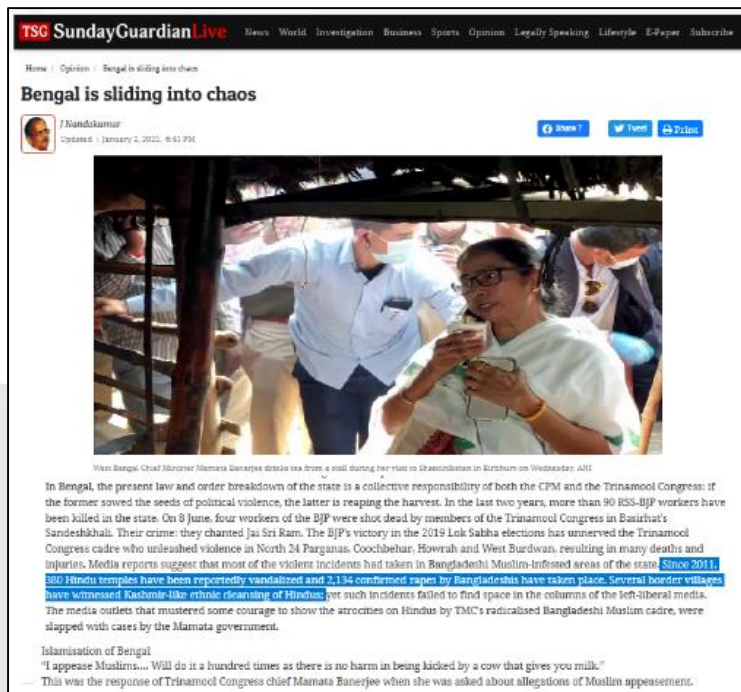 TSG SundayGuardianLive
News World Investigation Business Sports Opinion Legally Speaking Lifestyle E-Paper Subscribe
Home / Opinion / Bengal is sliding into chaos
Bengal is sliding into chaos
J Nandakumar
Updated : January 2, 2021, 6:41 PM
Share 7
Tweet
Print
West Bengal Chief Minister Mamata Banerjee drinks tea from a stall during her visit to Shantiniketan in Birbhum on Wednesday. ANI
In Bengal, the present law and order breakdown of the state is a collective responsibility of both the CPM and the Trinamool Congress: if
the former sowed the seeds of political violence, the latter is reaping the harvest. In the last two years, more than 90 RSS-BJP workers have
been killed in the state. On 8 June, four workers of the BJP were shot dead by members of the Trinamool Congress in Basirhat's
Sandeshkhali. Their crime: they chanted Jai Sri Ram. The BJP's victory in the 2019 Lok Sabha elections has unnerved the Trinamool
Congress cadre who unleashed violence in North 24 Parganas, Coochbehar, Howrah and West Burdwan, resulting in many deaths and
injuries. Media reports suggest that most of the violent incidents had taken in Bangladeshi Muslim-infested areas of the state. Since 2011,
380 Hindu temples have been reportedly vandalized and 2,134 confirmed rapes by Bangladeshis have taken place. Several border villages
have witnessed Kashmir-like ethnic cleansing of Hindus; yet such incidents failed to find space in the columns of the left-liberal media.
The media outlets that mustered some courage to show the atrocities on Hindus by TMC's radicalised Bangladeshi Muslim cadre, were
slapped with cases by the Mamata government.
Islamisation of Bengal
"I appease Muslims.... Will do it a hundred times as there is no harm in being kicked by a cow that gives you milk."
This was the response of Trinamool Congress chief Mamata Banerjee when she was asked about allegations of Muslim appeasement.